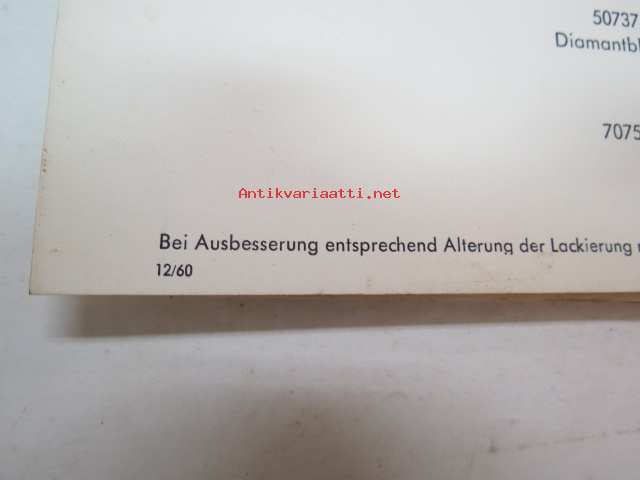 50737
Diamantbl
7075
Antikvariaatti.net
Bei Ausbesserung entsprechend Alterung der Lackierung
12/60